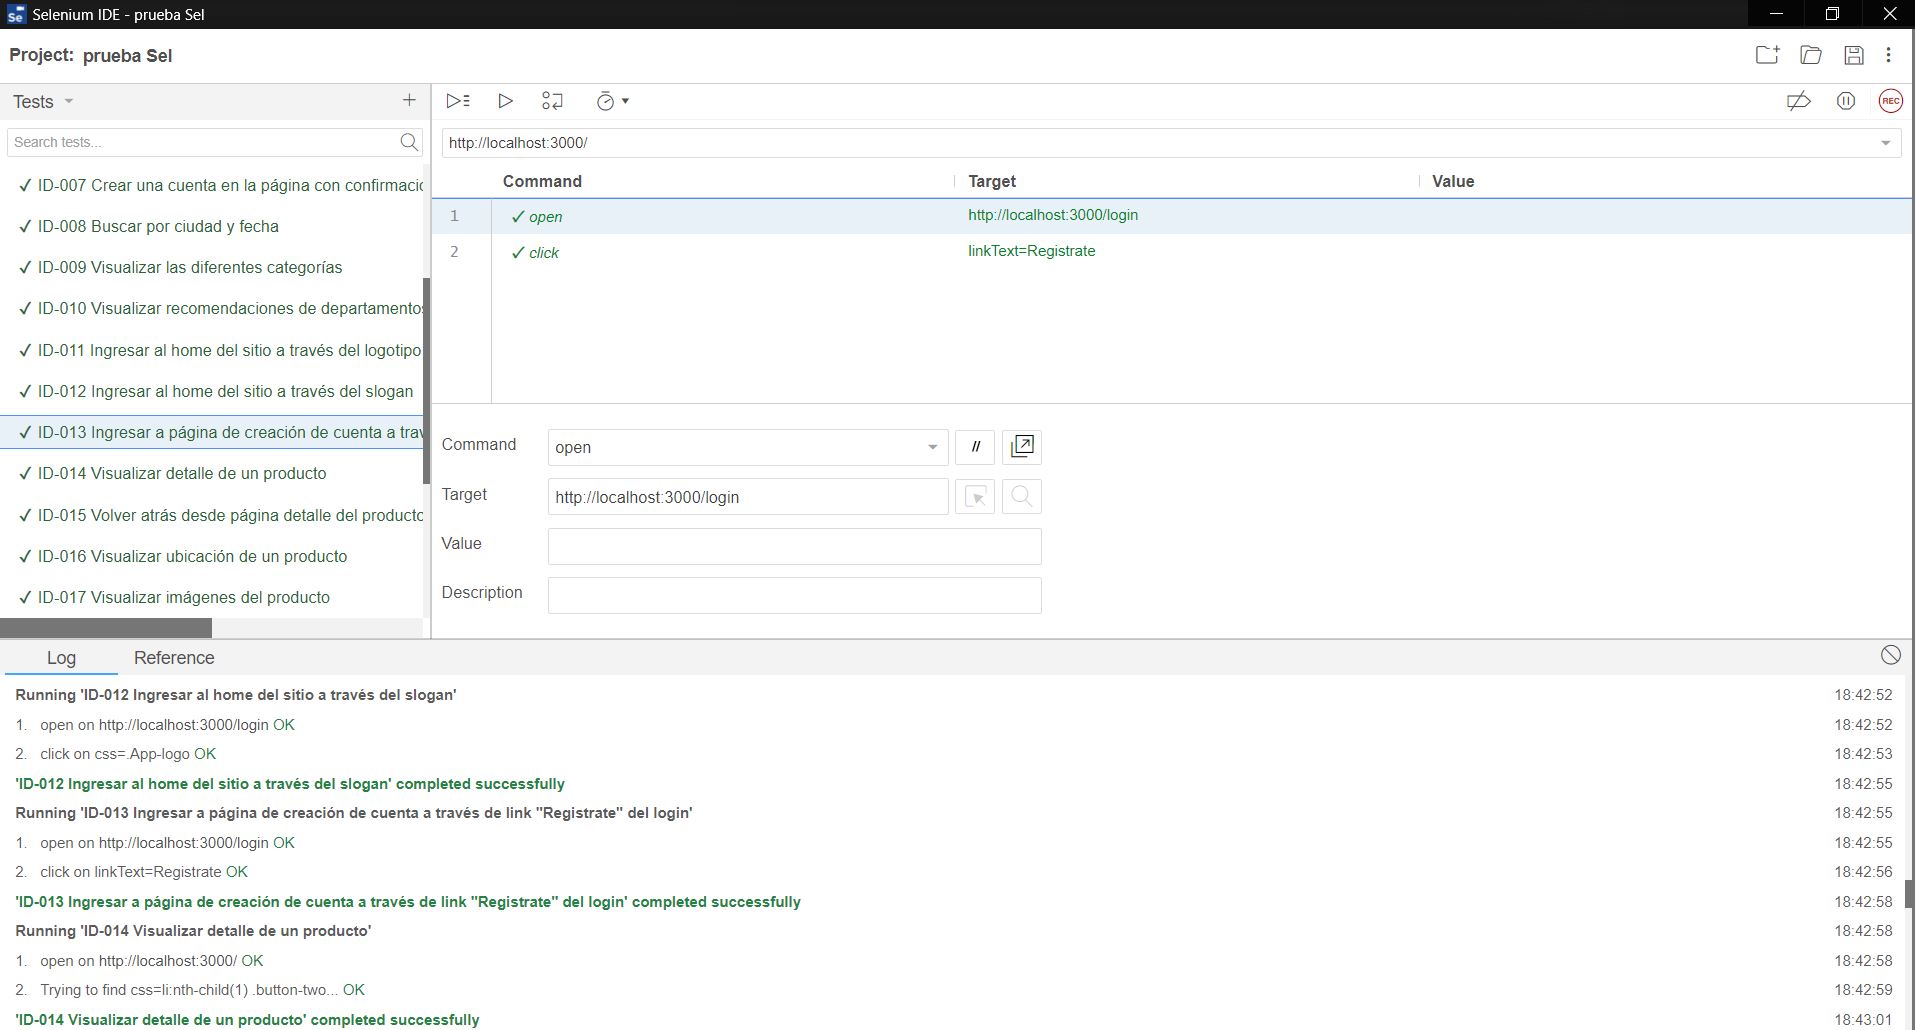 Se Selenium IDE - prueba Sel
Project: prueba Sel
Tests
Search tests...
✓ ID-007 Crear una cuenta en la página con confirmacio
✓ ID-008 Buscar por ciudad y fecha
✓ ID-009 Visualizar las diferentes categorías
✓ ID-010 Visualizar recomendaciones de departamentos
✓ ID-011 Ingresar al home del sitio a través del logotipo
✓ ID-012 Ingresar al home del sitio a través del slogan
✓ ID-013 Ingresar a página de creación de cuenta a trav
✓ ID-014 Visualizar detalle de un producto
✓ ID-015 Volver atrás desde página detalle del producto
✓ ID-016 Visualizar ubicación de un producto
✓ ID-017 Visualizar imágenes del producto
REC
http://localhost:3000/
Command Target Value
1 ✓ open http://localhost:3000/login
2 ✓ click linkText=Registrate
Command open //
Target http://localhost:3000/login
Value
Description
Log Reference
Running 'ID-012 Ingresar al home del sitio a través del slogan' 18:42:52
1. open on http://localhost:3000/login OK 18:42:52
2. click on css=.App-logo OK 18:42:53
'ID-012 Ingresar al home del sitio a través del slogan' completed successfully 18:42:55
Running 'ID-013 Ingresar a página de creación de cuenta a través de link "Registrate" del login' 18:42:55
1. open on http://localhost:3000/login OK 18:42:55
2. click on linkText=Registrate OK 18:42:56
'ID-013 Ingresar a página de creación de cuenta a través de link "Registrate" del login' completed successfully 18:42:58
Running 'ID-014 Visualizar detalle de un producto' 18:42:58
1. open on http://localhost:3000/ OK 18:42:58
2. Trying to find css=li:nth-child(1) .button-two... OK 18:42:59
'ID-014 Visualizar detalle de un producto' completed successfully 18:43:01